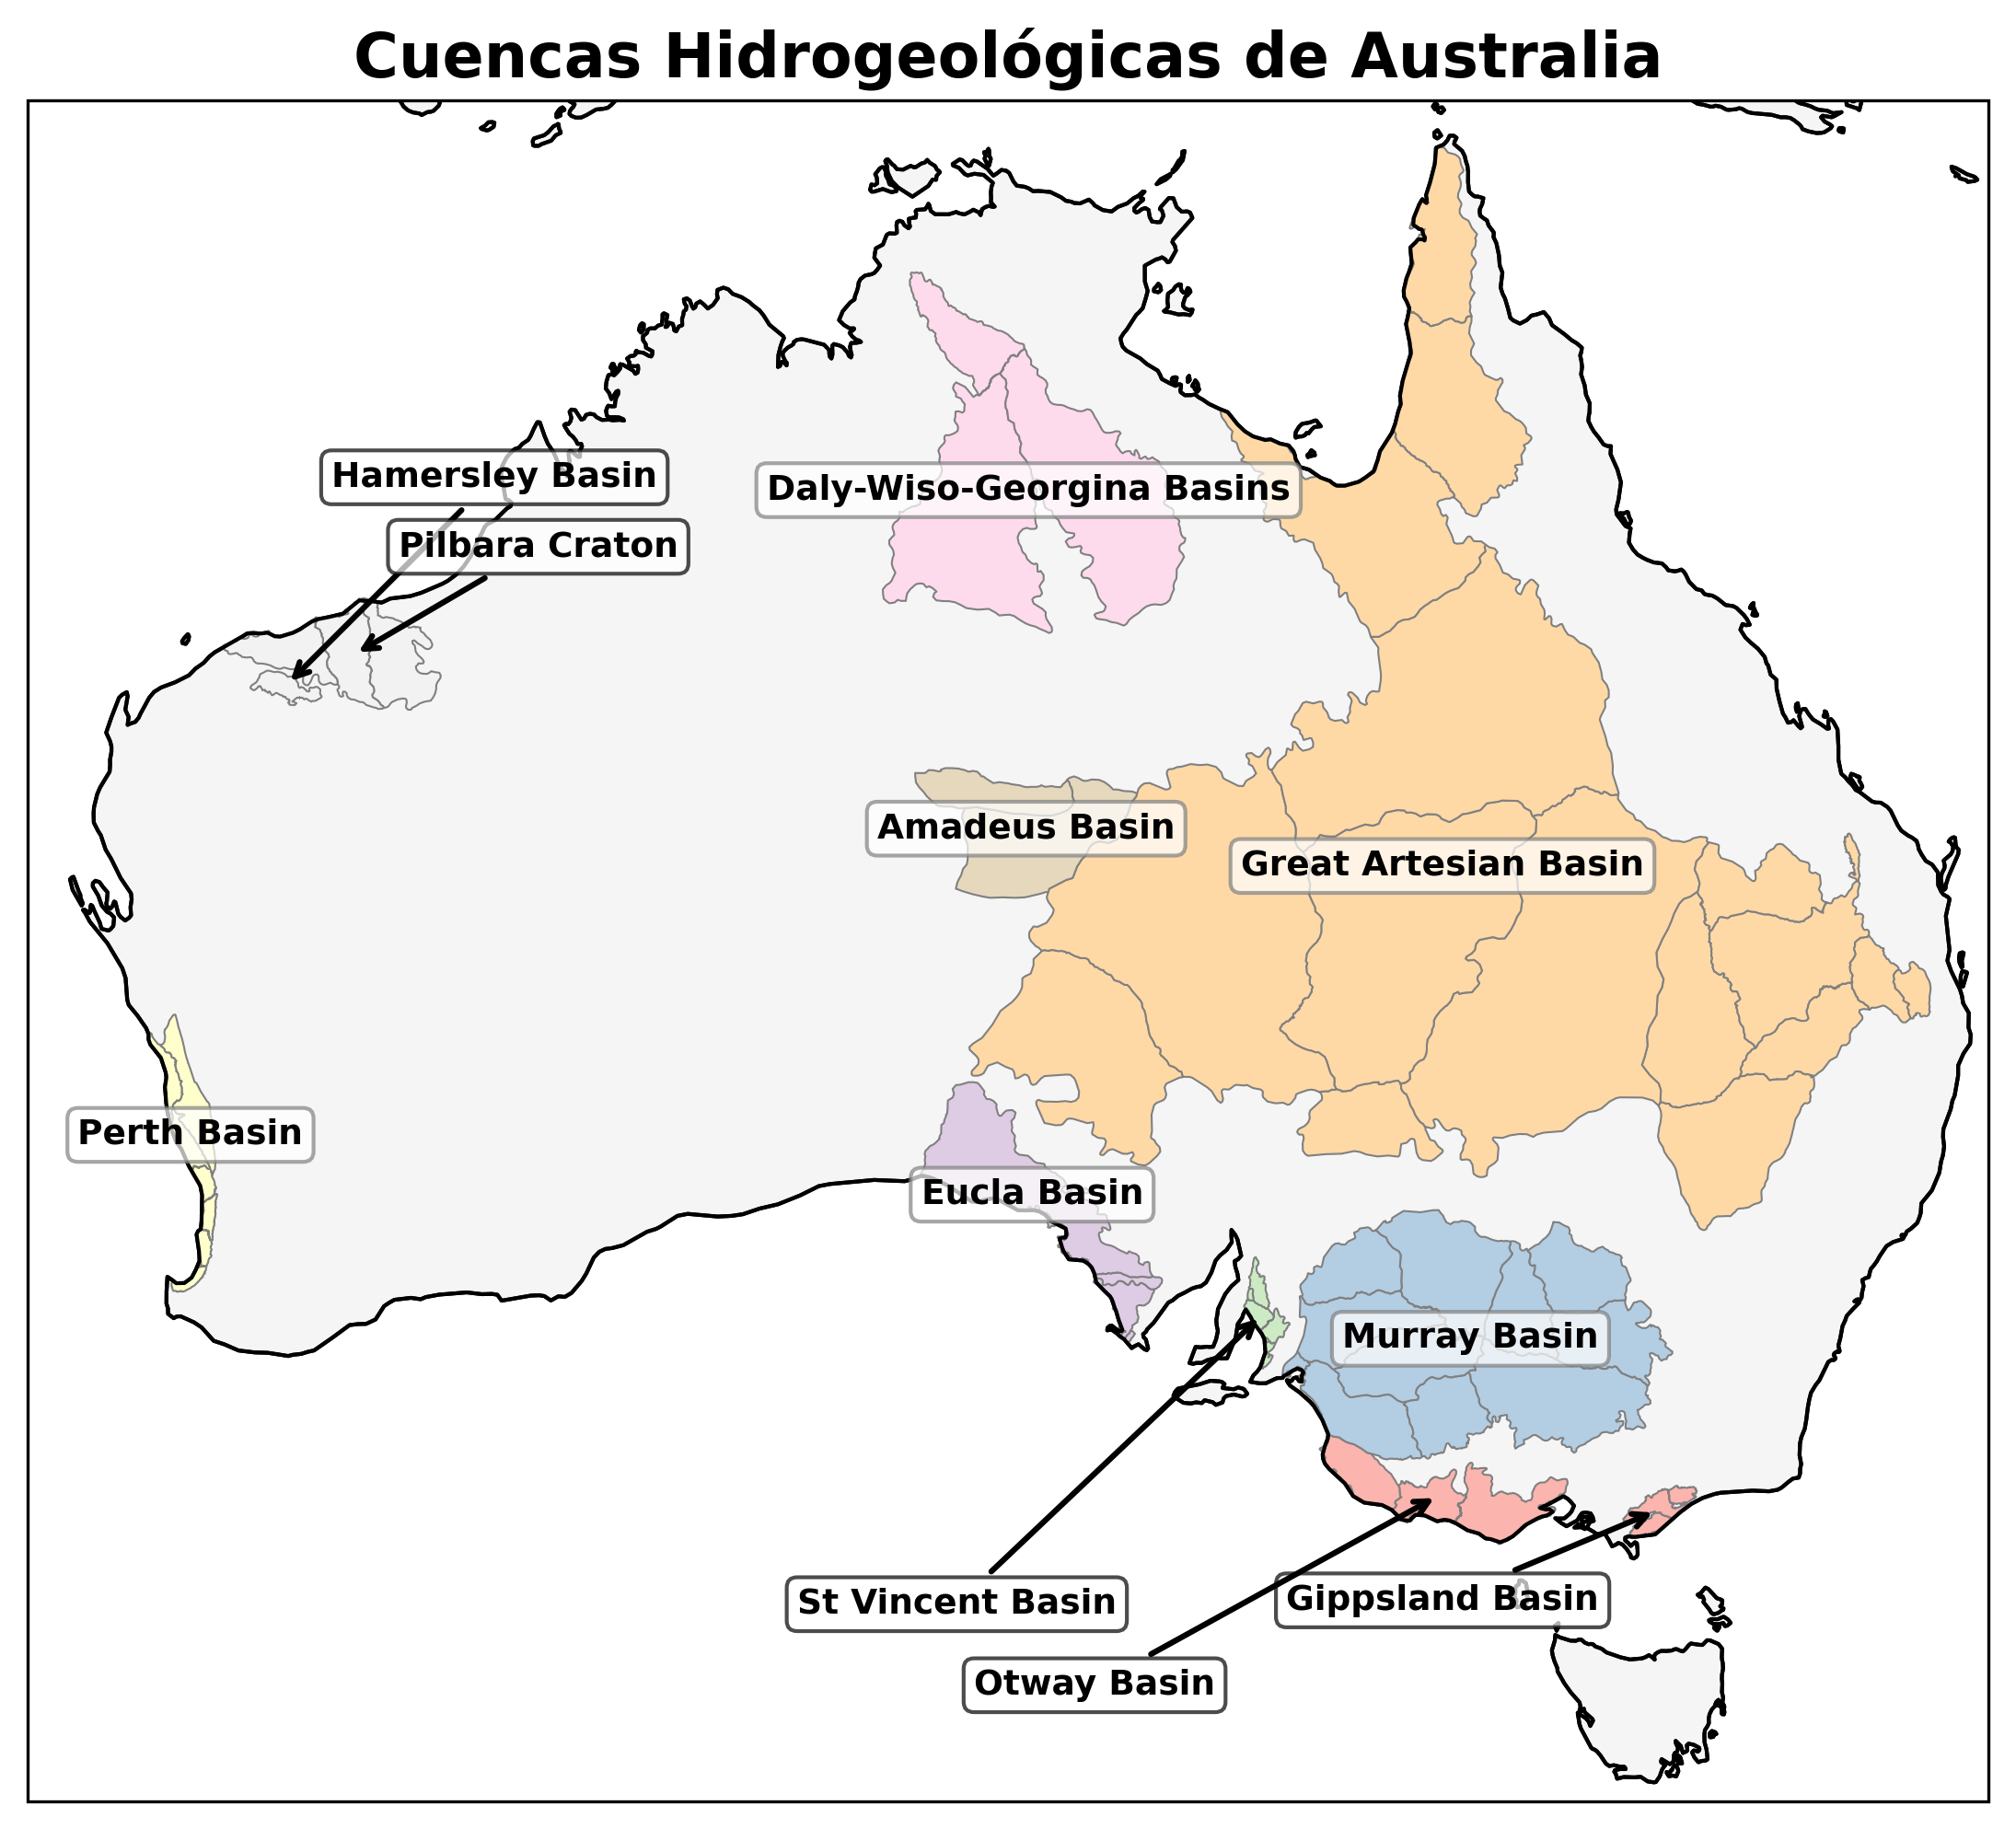 Cuencas Hidrogeológicas de Australia
Hamersley Basin
Daly-Wiso-Georgina Basins
Pilbara Craton
Amadeus Basin
Great Artesian Basin
Perth Basin
Eucla Basin
Murray Basin
St Vincent Basin
Gippsland Basin
Otway Basin